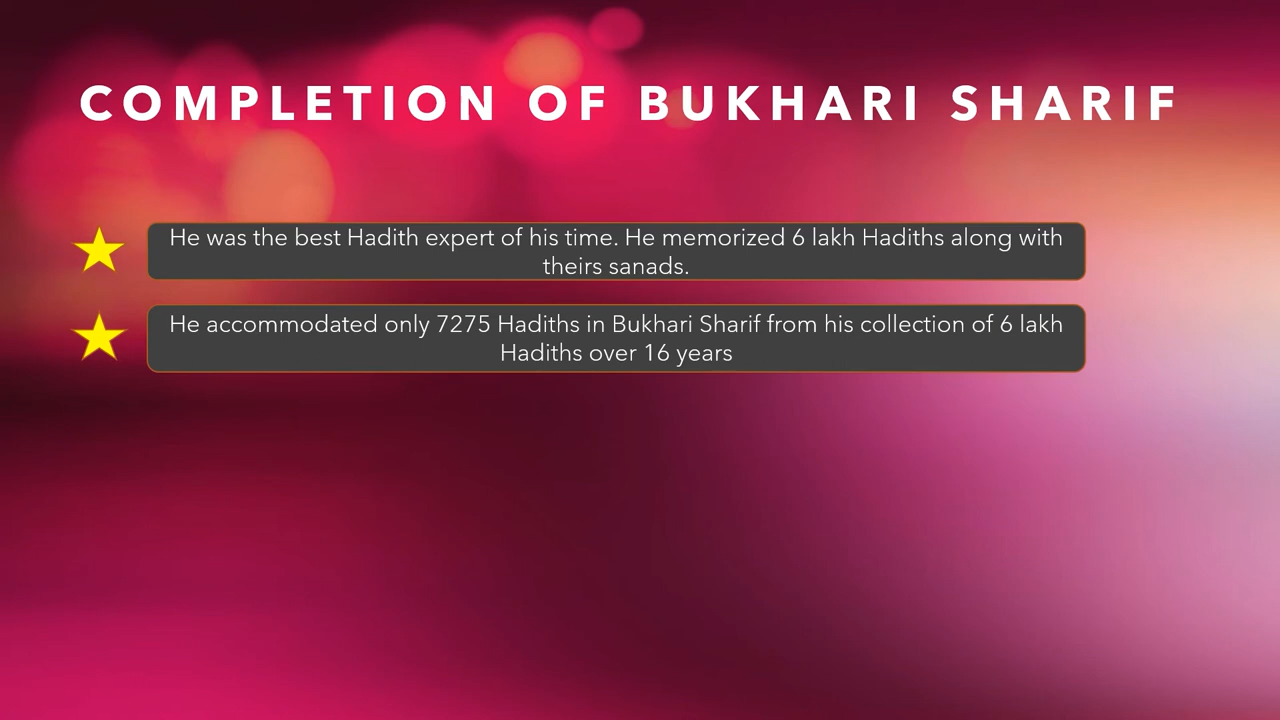 COMPLETION OF BUKHARI SHARIF
He was the best Hadith expert of his time. He memorized 6 lakh Hadiths along with
theirs sanads.
He accommodated only 7275 Hadiths in Bukhari Sharif from his collection of 6 lakh
Hadiths over 16 years